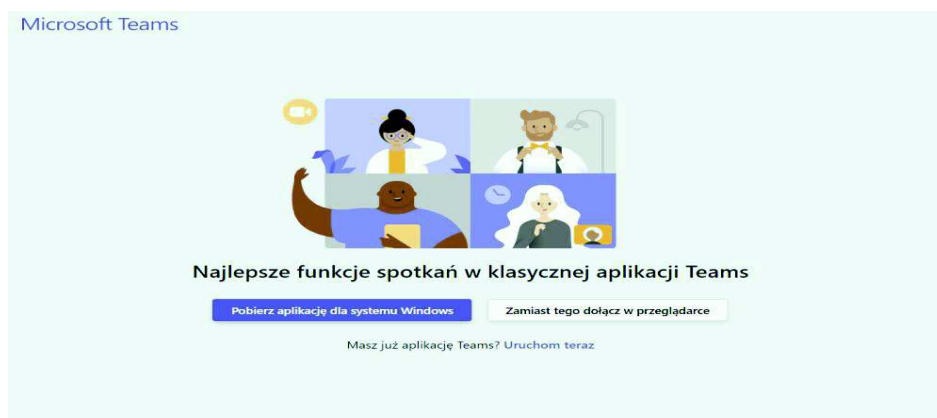 Microsoft Teams
Najlepsze funkcje spotkań w klasycznej aplikacji Teams
Pobierz aplikację dla systemu Windows
Zamiast tego dołącz w przeglądarce
Masz już aplikację Teams? Uruchom teraz